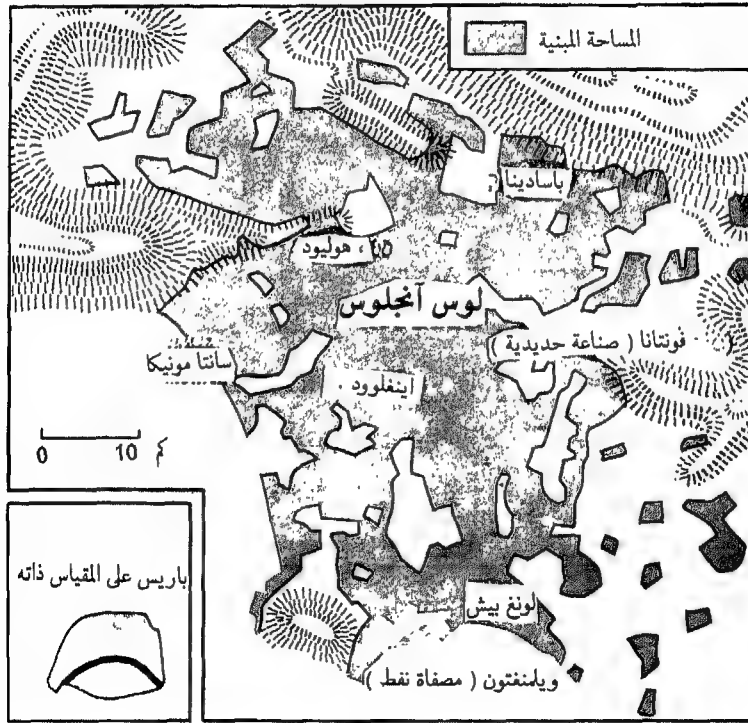 المساحة المبنية
باسادينا
هوليود
لوس آنجلوس
فونتانا ( صناعة حديدية )
سانتا مونيكا
اينغلوود
كم 10 0
باريس على المقياس ذاته
لونغ بيش
ويلمنغتون ( مصفاة نفط )